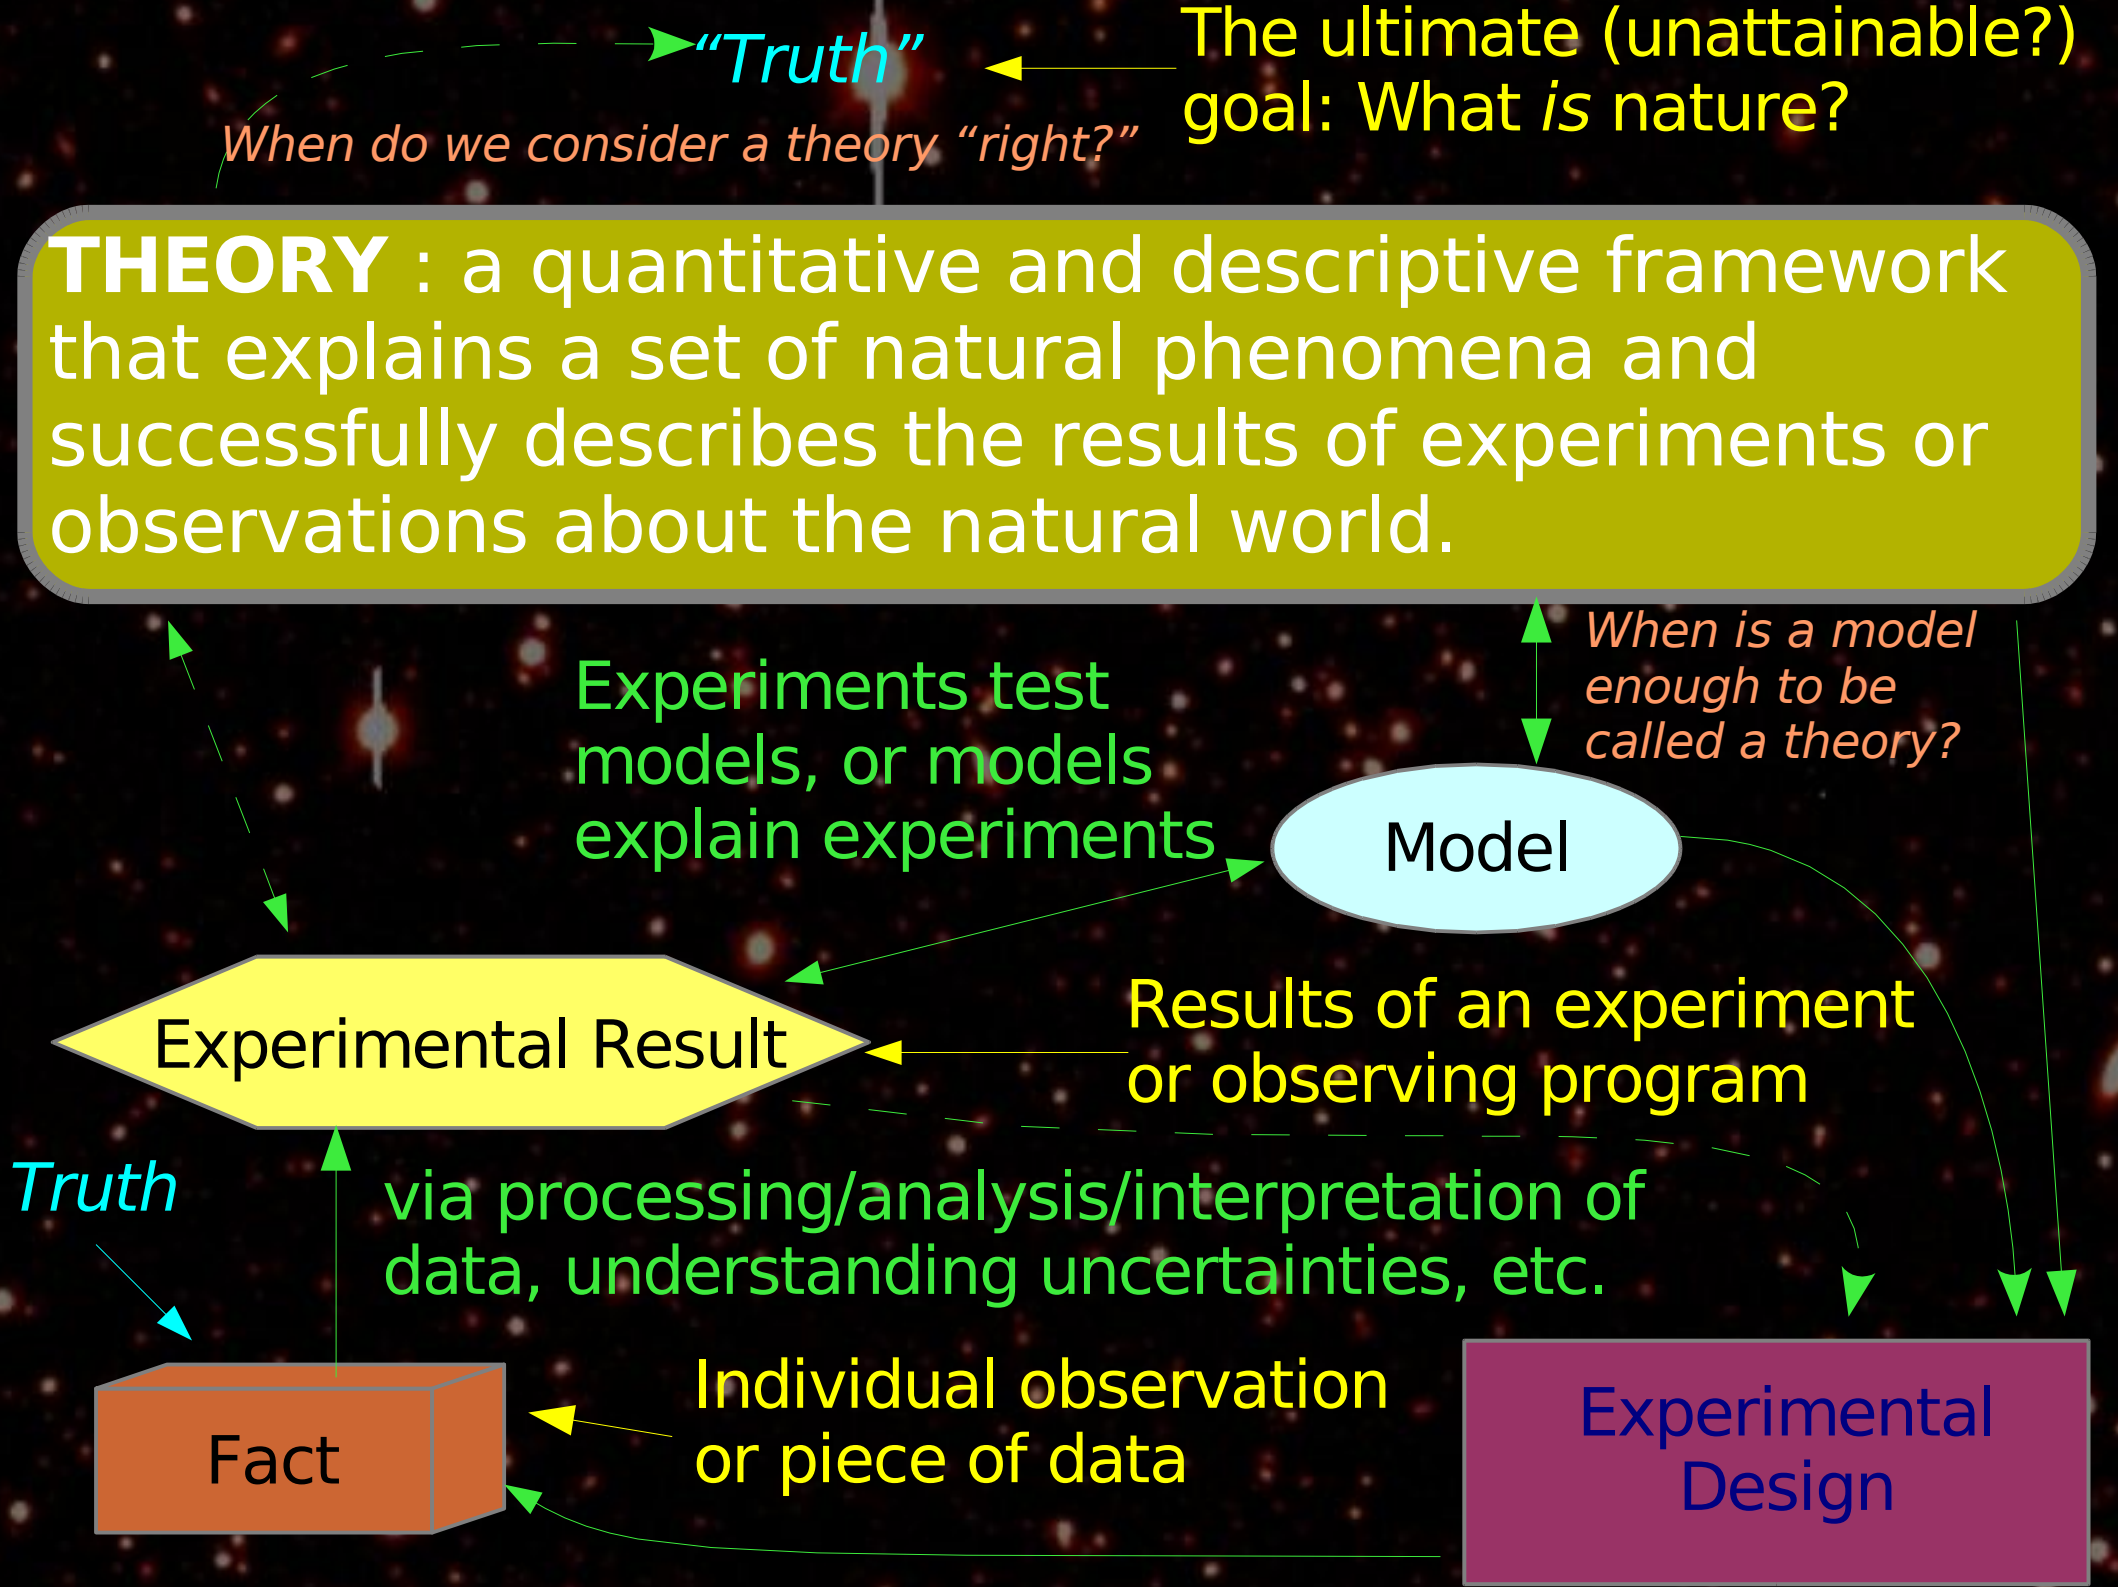 “Truth”
The ultimate (unattainable?)
goal: What is nature?
When do we consider a theory “right?”
THEORY : a quantitative and descriptive framework
that explains a set of natural phenomena and
successfully describes the results of experiments or
observations about the natural world.
When is a model
enough to be
called a theory?
Experiments test
models, or models
explain experiments
Model
Experimental Result
Results of an experiment
or observing program
Truth
via processing/analysis/interpretation of
data, understanding uncertainties, etc.
Fact
Individual observation
or piece of data
Experimental
Design